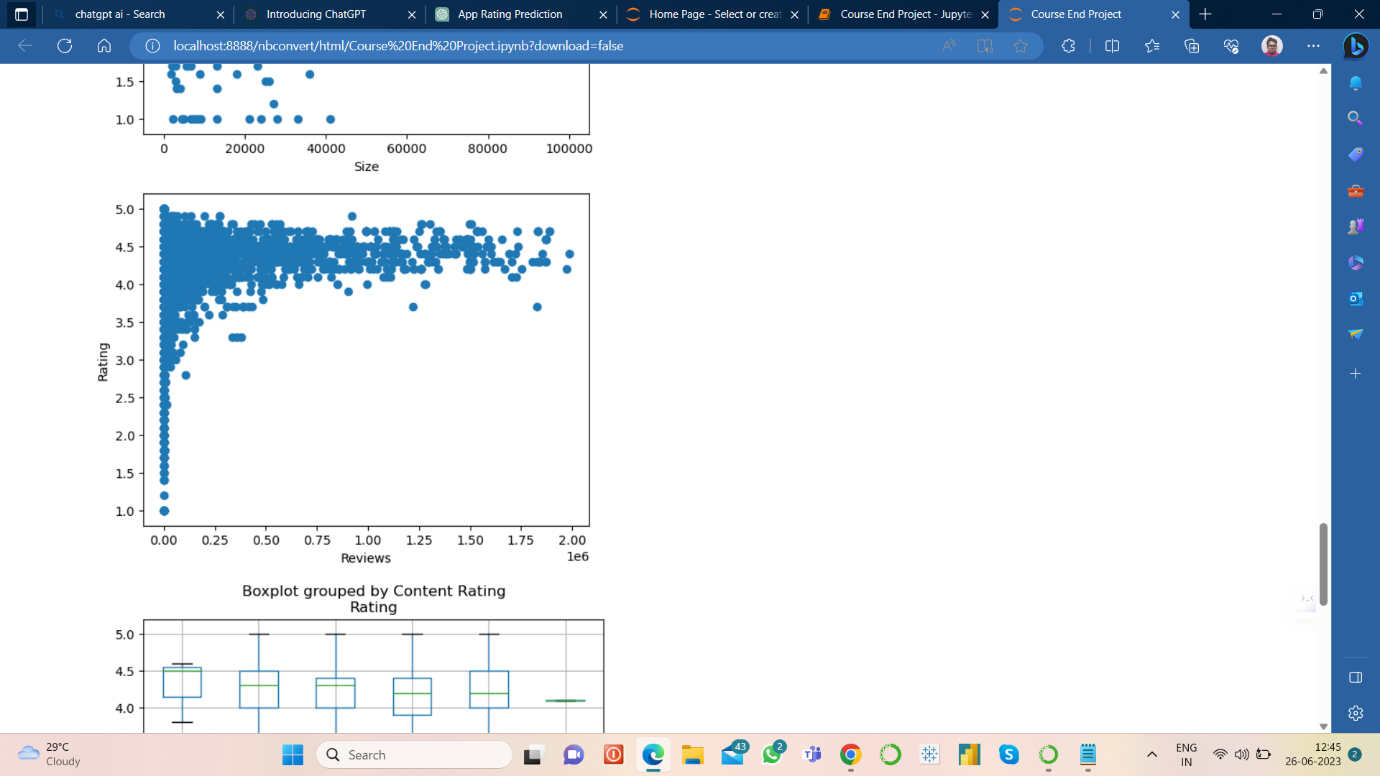 chatgpt ai - Search
Introducing ChatGPT
App Rating Prediction
Home Page - Select or creat
Course End Project - Jupyte
Course End Project
localhost:8888/nbconvert/html/Course%20End%20Project.ipynb?download=false
1.5
1.0
0 20000 40000 60000 80000 100000
Size
5.0
4.5
4.0
3.5
3.0
2.5
2.0
1.5
1.0
Rating
0.00 0.25 0.50 0.75 1.00 1.25 1.50 1.75 2.00
Reviews
1e6
Boxplot grouped by Content Rating
Rating
5.0
4.5
4.0
29°C
Cloudy
Search
43
2
ENG
IN
12:45
26-06-2023
2